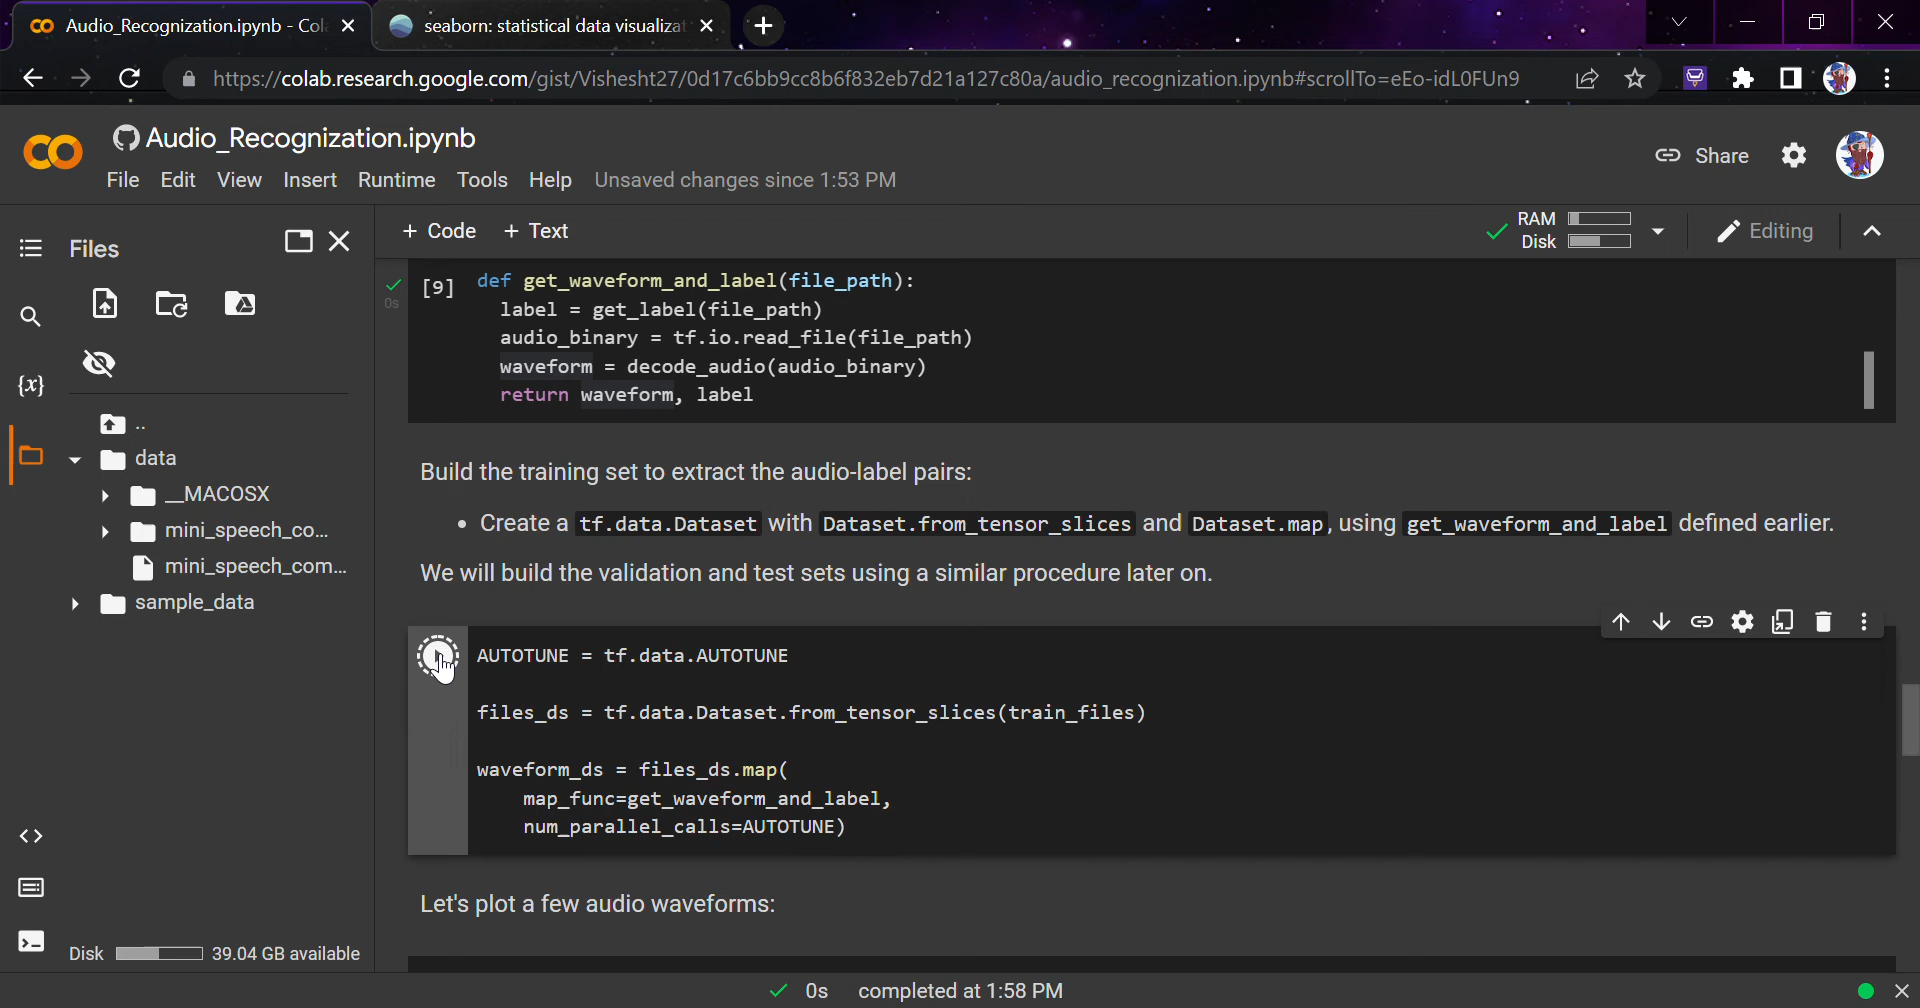 Audio_Recognization.ipynb - Col
seaborn: statistical data visualizat
https://colab.research.google.com/gist/Vishesht27/0d17c6bb9cc8b6f832eb7d21a127c80a/audio_recognization.ipynb#scrollTo=eEo-idL0FUn9
Audio_Recognization.ipynb
File Edit View Insert Runtime Tools Help Unsaved changes since 1:53 PM
Share
Files
+ Code + Text
RAM
Disk
Editing
{x}
..
data
__MACOSX
mini_speech_co...
mini_speech_com...
sample_data
Disk 39.04 GB available
0s
[9] def get_waveform_and_label(file_path):
label = get_label(file_path)
audio_binary = tf.io.read_file(file_path)
waveform = decode_audio(audio_binary)
return waveform, label
Build the training set to extract the audio-label pairs:
• Create a tf.data.Dataset with Dataset.from_tensor_slices and Dataset.map, using get_waveform_and_label defined earlier.
We will build the validation and test sets using a similar procedure later on.
AUTOTUNE = tf.data.AUTOTUNE
files_ds = tf.data.Dataset.from_tensor_slices(train_files)
waveform_ds = files_ds.map(
map_func=get_waveform_and_label,
num_parallel_calls=AUTOTUNE)
Let's plot a few audio waveforms:
0s completed at 1:58 PM